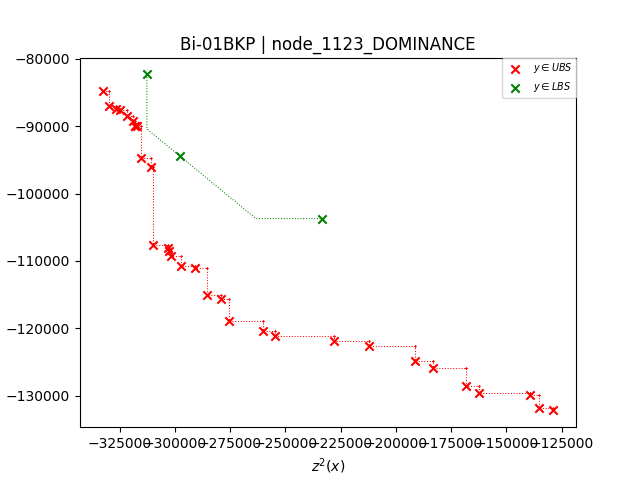 Bi-01BKP | node_1123_DOMINANCE
y ∈ UBS
y ∈ LBS
−80000
−90000
−100000
−110000
−120000
−130000
−325000 −300000 −275000 −250000 −225000 −200000 −175000 −150000 −125000
z²(x)